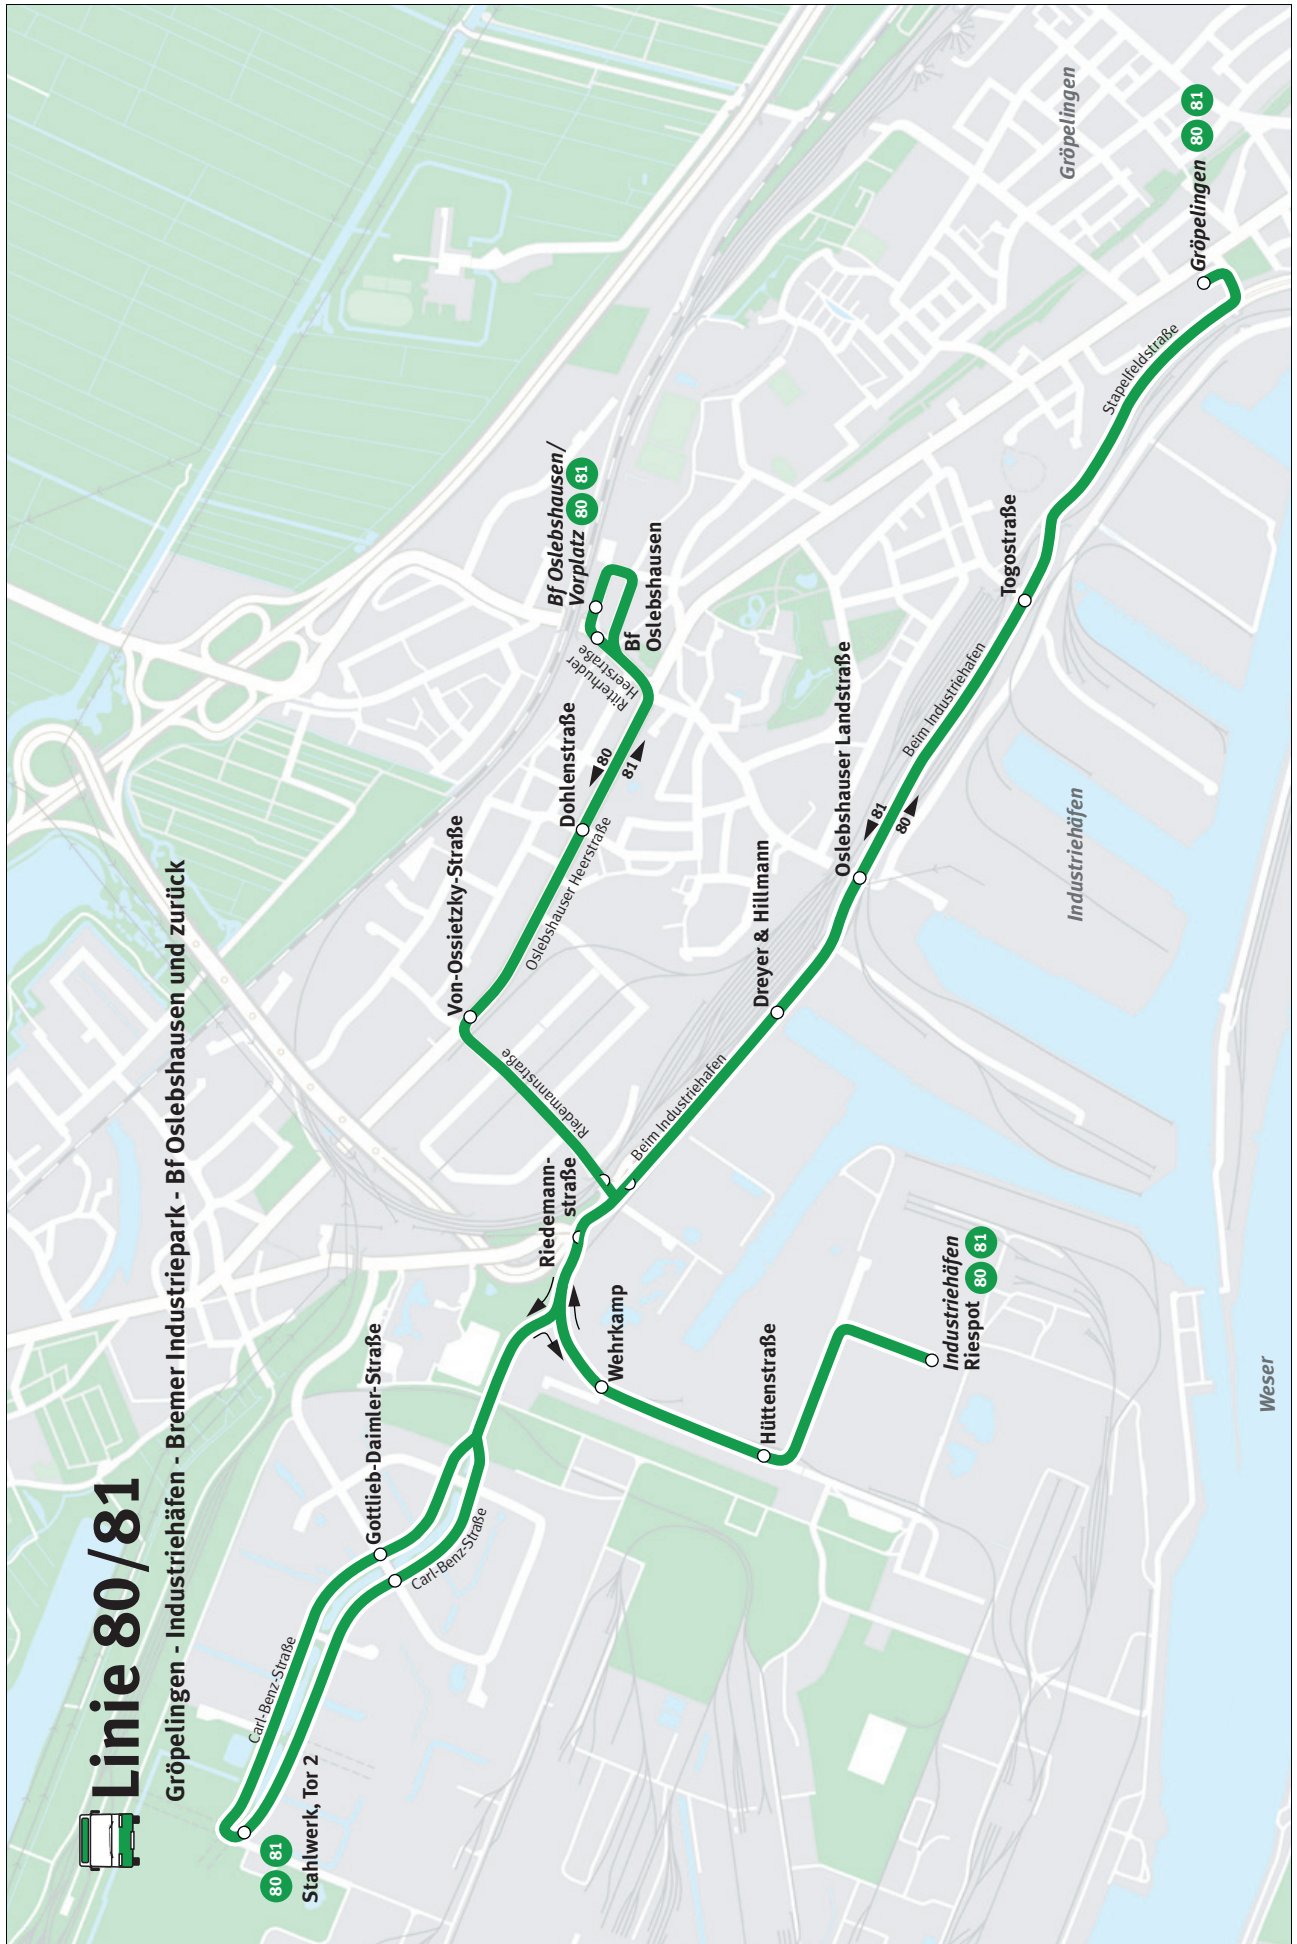 Linie 80/81
Gröpelingen - Industriehäfen - Bremer Industriepark - Bf Oslebshausen und zurück
80 81
Stahlwerk, Tor 2
Carl-Benz-Straße
Gottlieb-Daimler-Straße
Carl-Benz-Straße
Riedemann-
straße
Wehrkamp
Hüttenstraße
Industriehäfen
Riespot
80 81
Riedemannstraße
Von-Ossietzky-Straße
Oslebshauser Heerstraße
Dohlenstraße
80
81
Ritterhuder
Heerstraße
Bf
Oslebshausen
Bf Oslebshausen/
Vorplatz
80 81
Beim Industriehafen
Dreyer & Hillmann
Oslebshauser Landstraße
81
80
Beim Industriehafen
Togostraße
Stapelfeldstraße
Gröpelingen
80 81
Gröpelingen
Industriehäfen
Weser